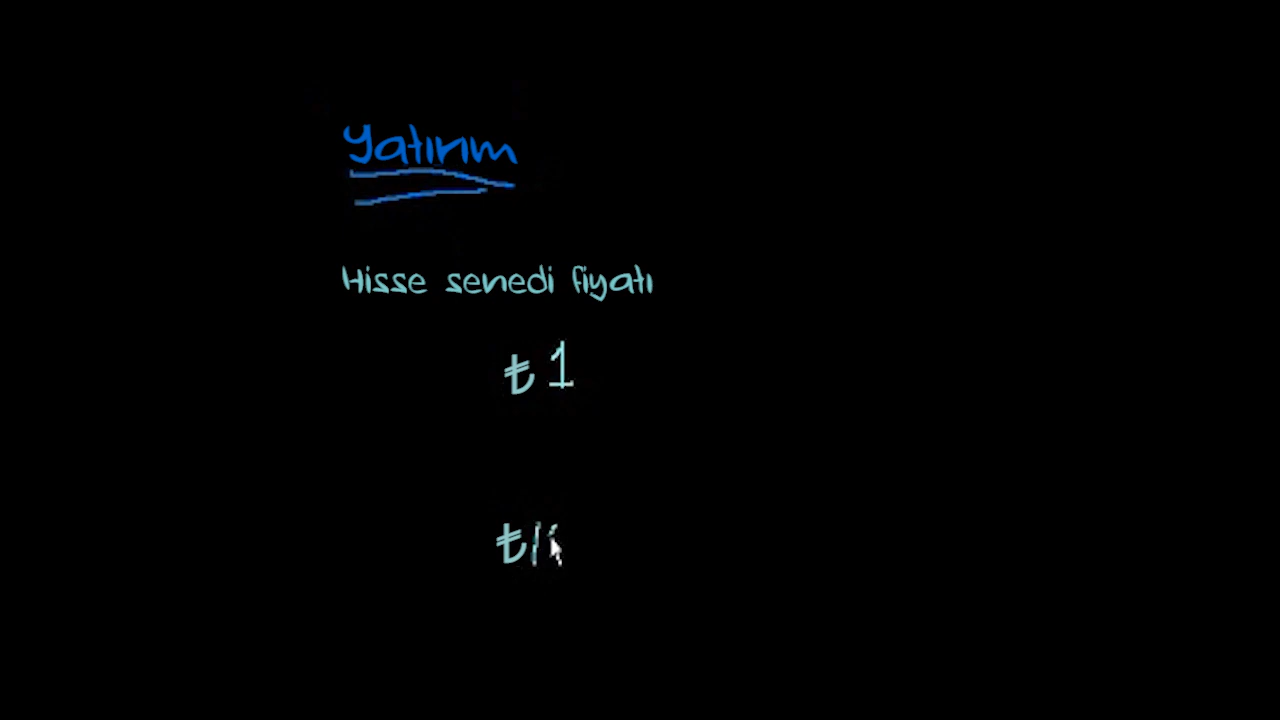 Yatırım
Hisse senedi fiyatı
₺ 1
₺